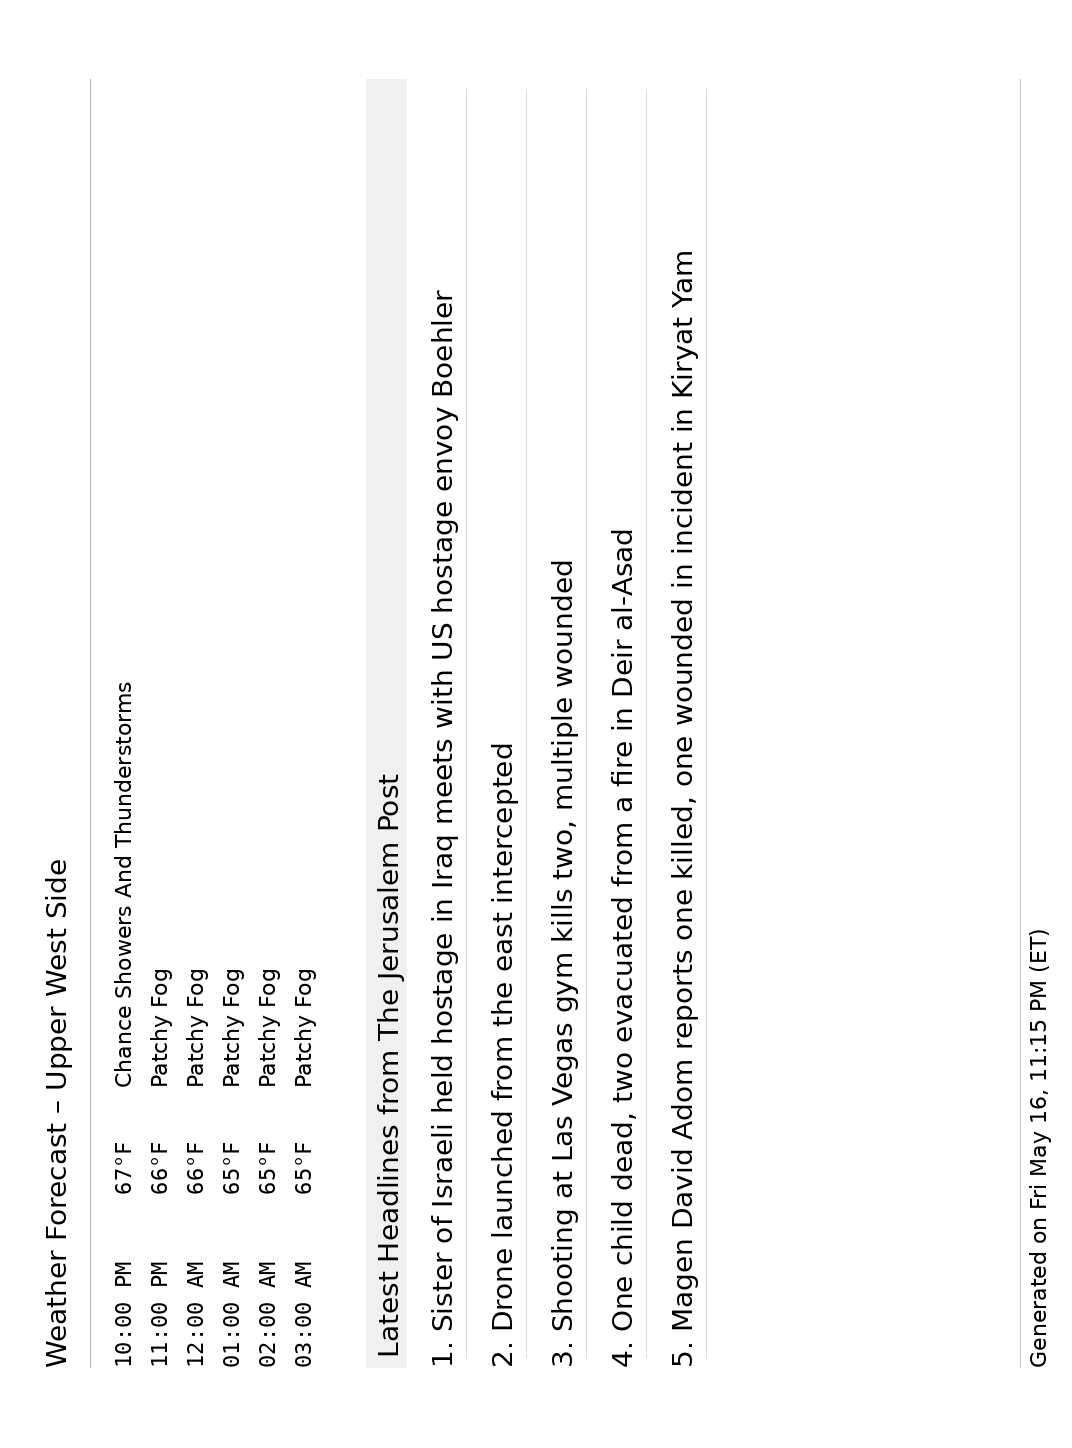 Weather Forecast – Upper West Side
10:00 PM 67°F Chance Showers And Thunderstorms
11:00 PM 66°F Patchy Fog
12:00 AM 66°F Patchy Fog
01:00 AM 65°F Patchy Fog
02:00 AM 65°F Patchy Fog
03:00 AM 65°F Patchy Fog
Latest Headlines from The Jerusalem Post
1. Sister of Israeli held hostage in Iraq meets with US hostage envoy Boehler
2. Drone launched from the east intercepted
3. Shooting at Las Vegas gym kills two, multiple wounded
4. One child dead, two evacuated from a fire in Deir al-Asad
5. Magen David Adom reports one killed, one wounded in incident in Kiryat Yam
Generated on Fri May 16, 11:15 PM (ET)